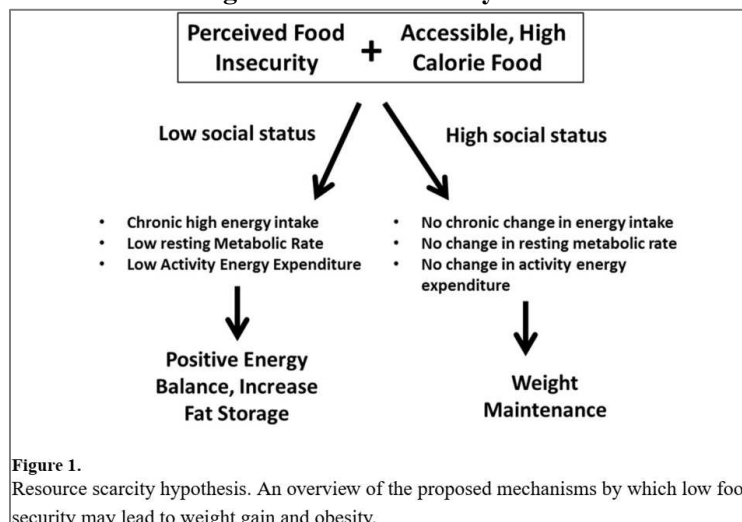 Perceived Food Insecurity + Accessible, High Calorie Food
Low social status
High social status
• Chronic high energy intake
• Low resting Metabolic Rate
• Low Activity Energy Expenditure
• No chronic change in energy intake
• No change in resting metabolic rate
• No change in activity energy
expenditure
Positive Energy
Balance, Increase
Fat Storage
Weight
Maintenance
Figure 1.
Resource scarcity hypothesis. An overview of the proposed mechanisms by which low foo
security may lead to weight gain and obesity.